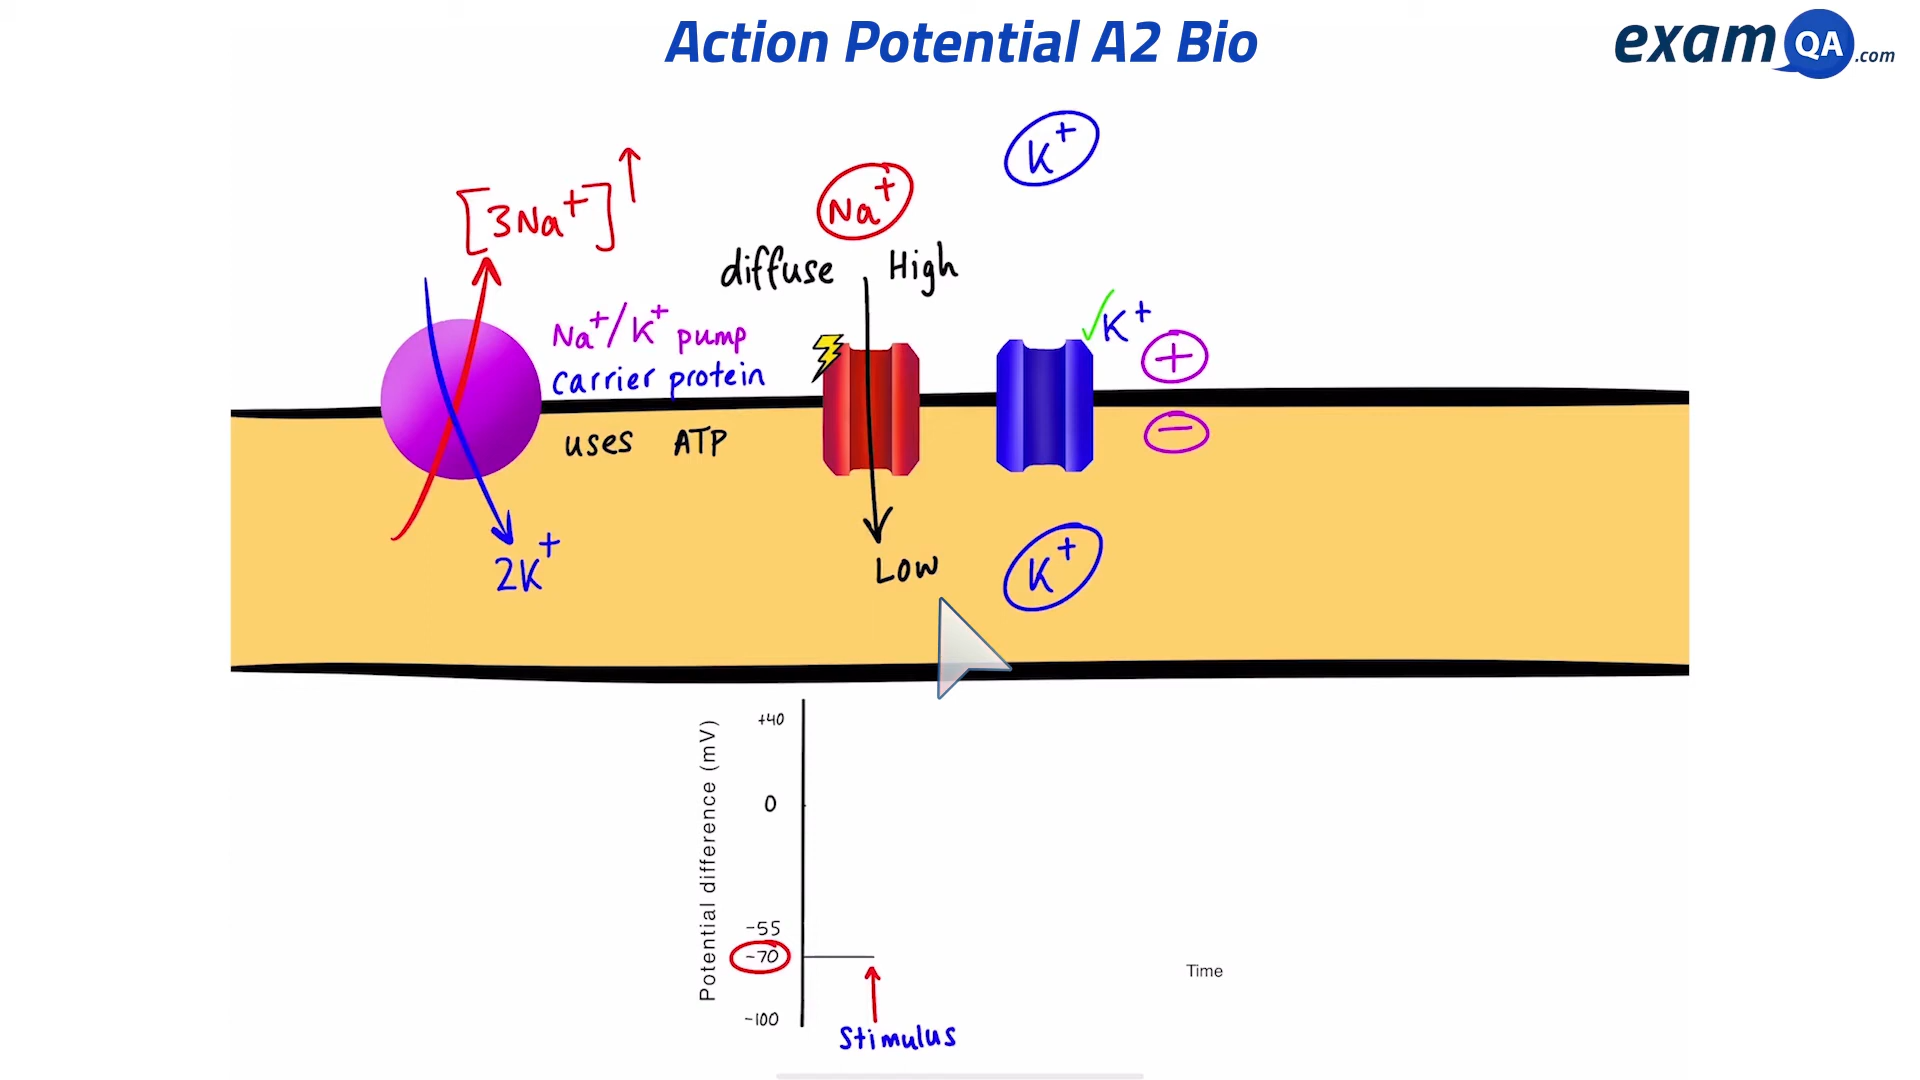 Action Potential A2 Bio
examQA.com
K+
[3Na+]↑
Na+
diffuse High
Na+/K+ pump
K+
+
carrier protein
uses ATP
−
2K+
Low
K+
Potential difference (mV)
+40
0
-55
-70
-100
Time
Stimulus